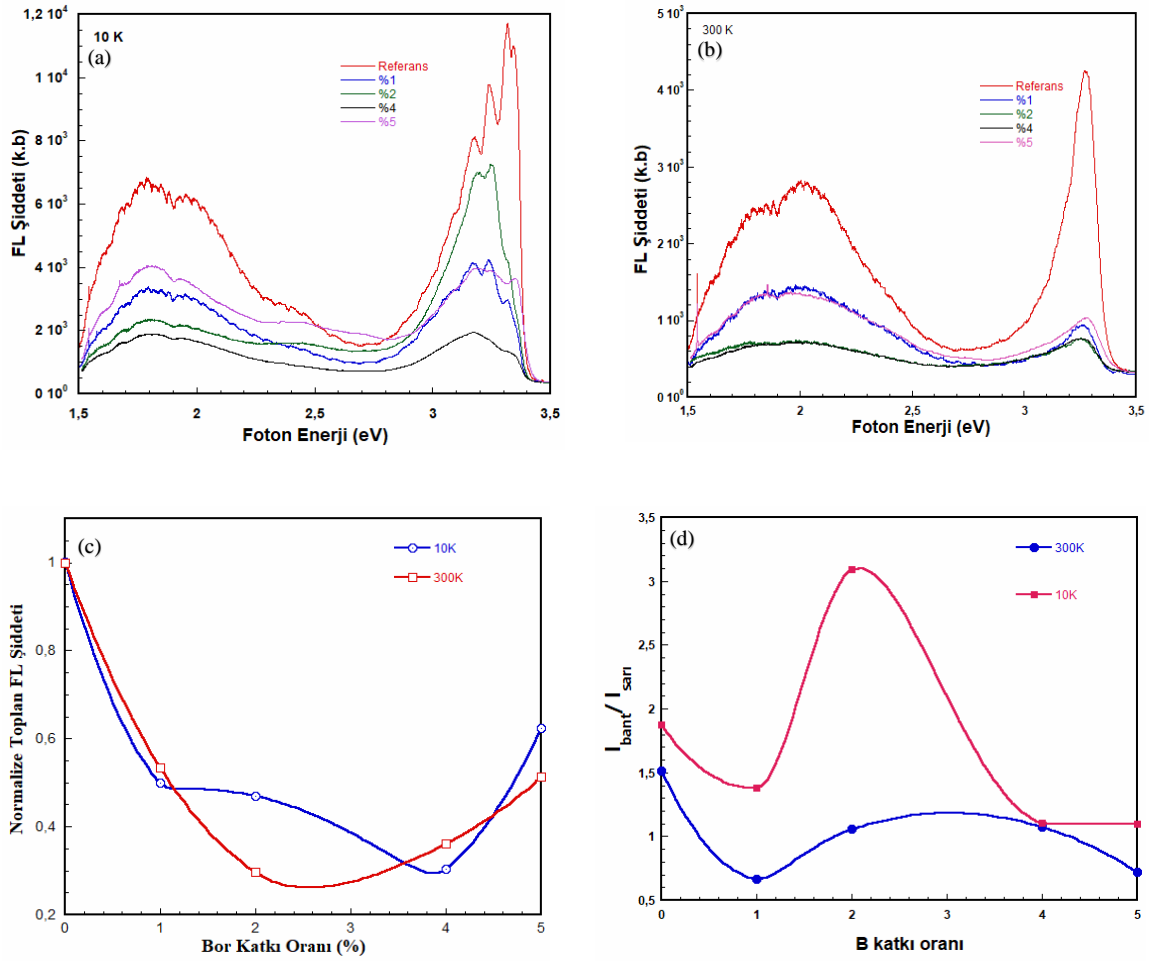 10 K
(a)
Referans
%1
%2
%4
%5
1,2 10⁴
1 10⁴
8 10³
6 10³
4 10³
2 10³
0 10⁰
1,5 2 2,5 3 3,5
FL Şiddeti (k.b)
Foton Enerji (eV)
300 K
(b)
Referans
%1
%2
%4
%5
5 10³
4 10³
3 10³
2 10³
1 10³
0 10⁰
1,5 2 2,5 3 3,5
FL Şiddeti (k.b)
Foton Enerji (eV)
(c)
10K
300K
1
0,8
0,6
0,4
0,2
0 1 2 3 4 5
Normalize Toplan FL Şiddeti
Bor Katkı Oranı (%)
(d)
300K
10K
3,5
3
2,5
2
1,5
1
0,5
0 1 2 3 4 5
I bant / I sarı
B katkı oranı